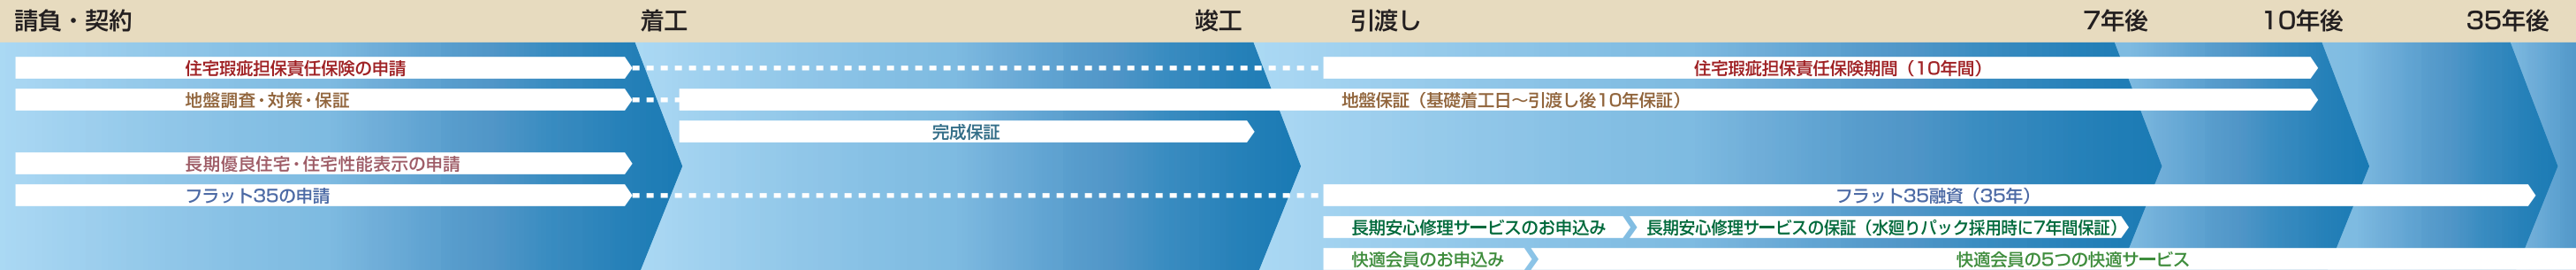 請負・契約 着工 竣工 引渡し 7年後 10年後 35年後
住宅瑕疵担保責任保険の申請 住宅瑕疵担保責任保険期間（10年間）
地盤調査・対策・保証 地盤保証（基礎着工日～引渡し後10年保証）
完成保証
長期優良住宅・住宅性能表示の申請
フラット35の申請 フラット35融資（35年）
長期安心修理サービスのお申込み 長期安心修理サービスの保証（水廻りパック採用時に7年間保証）
快適会員のお申込み 快適会員の5つの快適サービス